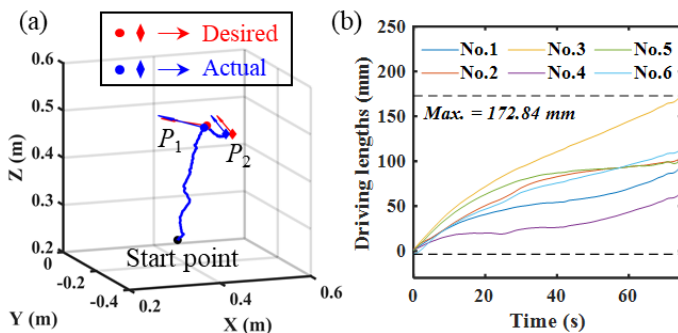 (a)
Desired
Actual
0.6
0.5
0.4
0.3
0.2
Z (m)
P1
P2
Start point
0
-0.2
-0.4
Y (m)
0.2
0.4
0.6
X (m)
(b)
250
200
150
100
50
0
Driving lengths (mm)
No.1 No.3 No.5
No.2 No.4 No.6
Max. = 172.84 mm
0 20 40 60
Time (s)